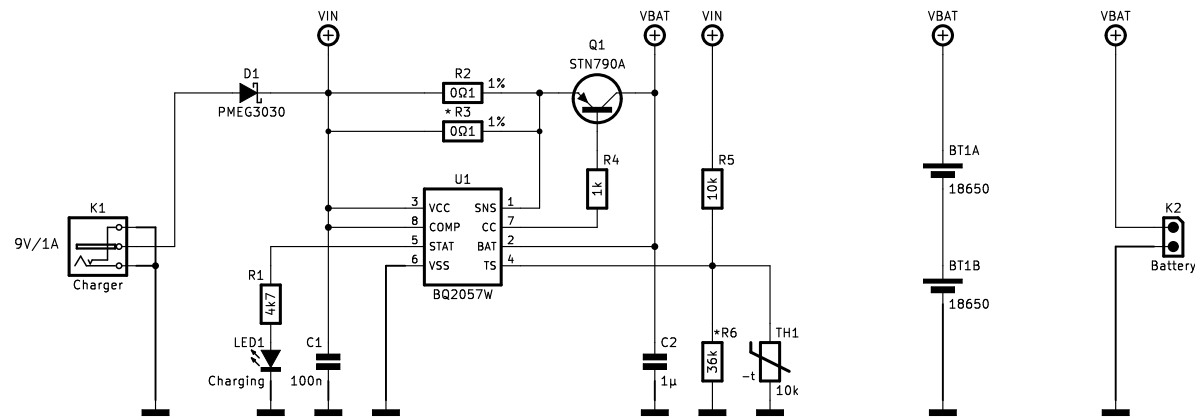 VIN
VBAT
VIN
VBAT
VBAT
Q1
STN790A
D1
PMEG3030
R2
0Ω1
1%
* R3
0Ω1
1%
R4
1k
R5
10k
BT1A
18650
U1
BQ2057W
3 VCC SNS 1
8 COMP CC 7
5 STAT BAT 2
6 VSS TS 4
K1
9V/1A
Charger
K2
Battery
BT1B
18650
R1
4k7
LED1
Charging
C1
100n
C2
1µ
*R6
36k
TH1
-t
10k